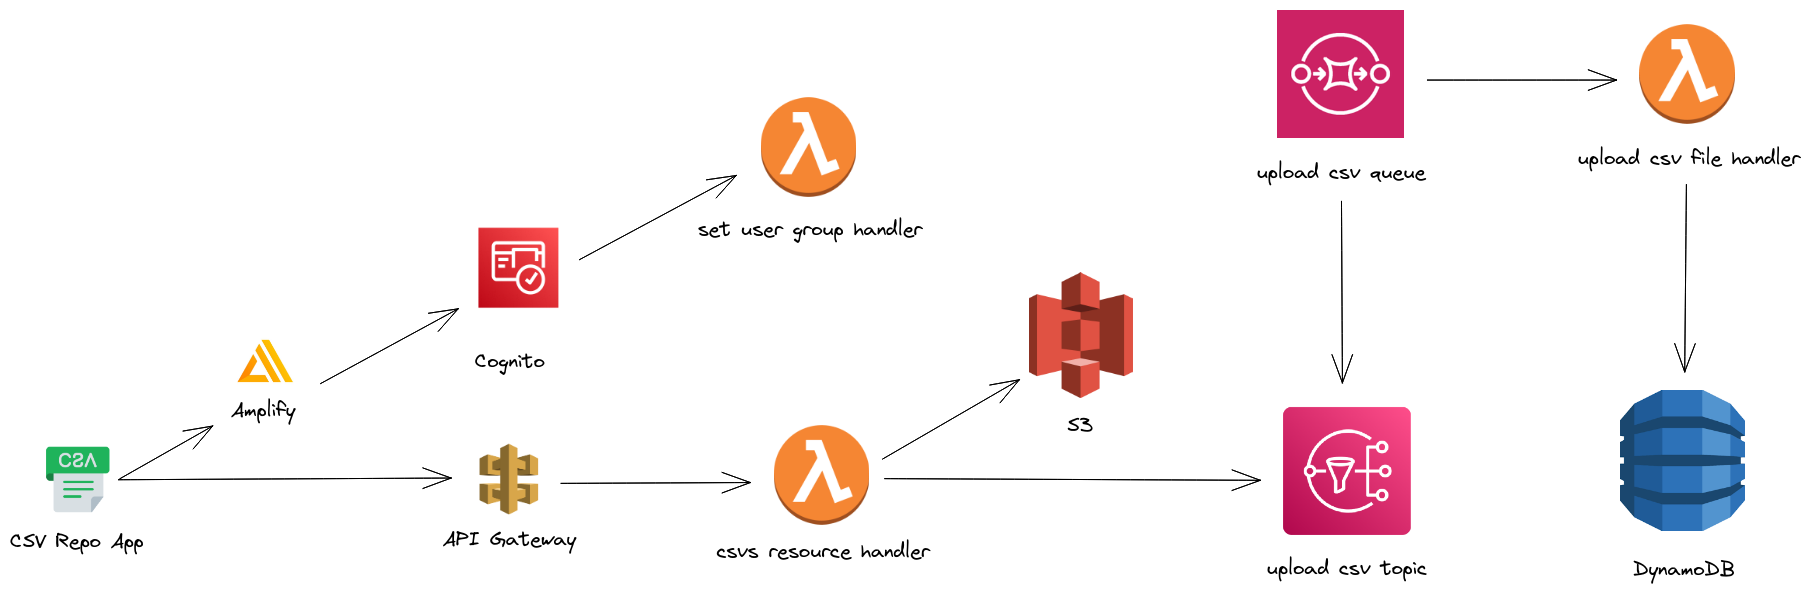 upload csv queue
upload csv file handler
set user group handler
Cognito
Amplify
S3
CSV
CSV Repo App
API Gateway
csvs resource handler
upload csv topic
DynamoDB